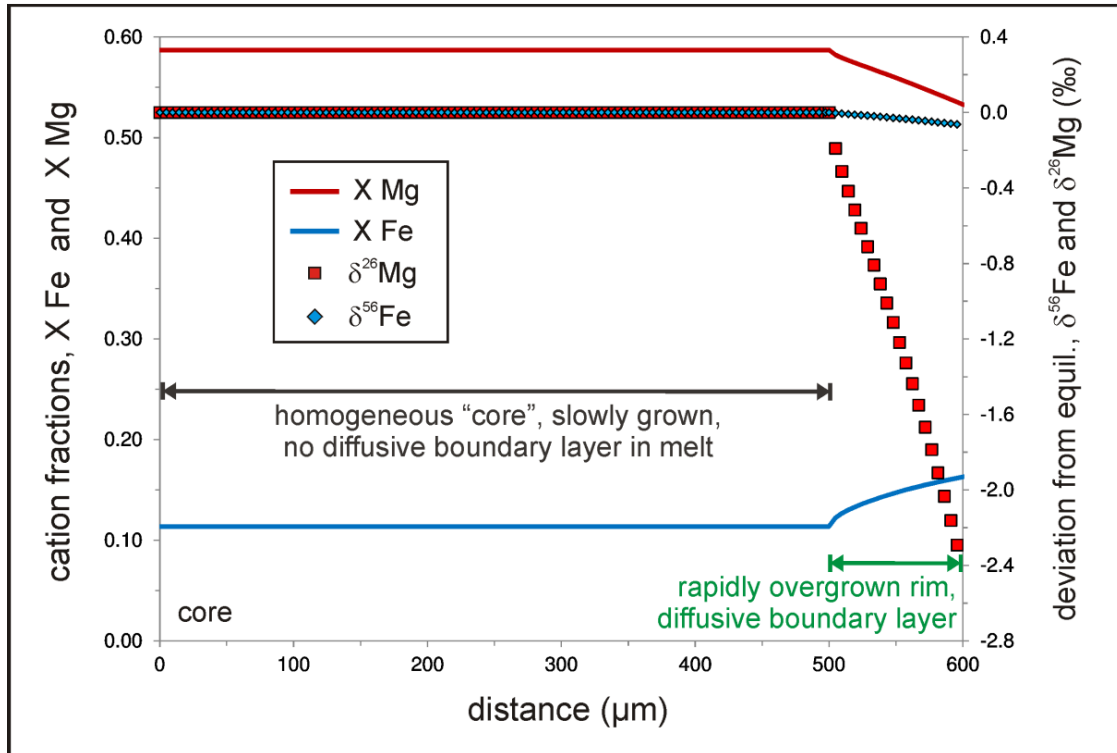 cation fractions, X Fe and X Mg
0.60
0.50
0.40
0.30
0.20
0.10
0.00
X Mg
X Fe
δ²⁶Mg
δ⁵⁶Fe
homogeneous “core”, slowly grown,
no diffusive boundary layer in melt
rapidly overgrown rim,
diffusive boundary layer
core
0.4
0.0
-0.4
-0.8
-1.2
-1.6
-2.0
-2.4
-2.8
deviation from equil., δ⁵⁶Fe and δ²⁶Mg (‰)
0 100 200 300 400 500 600
distance (µm)